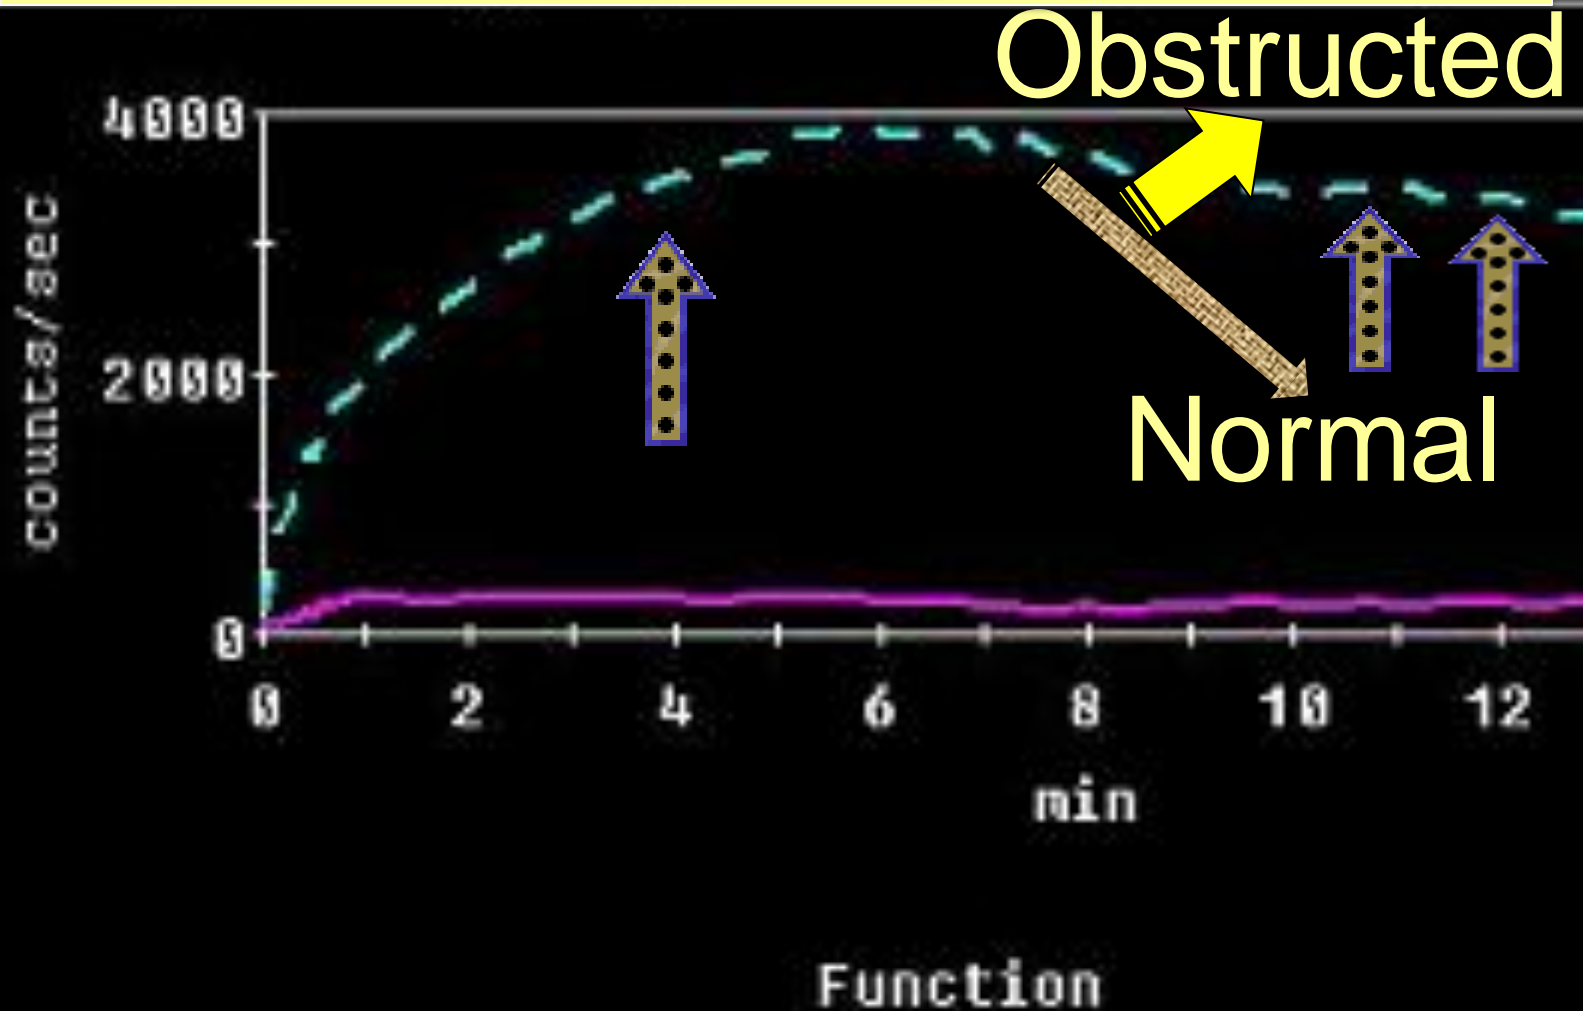 Obstructed
4000
counts/sec
2000
Normal
0
0 2 4 6 8 10 12
min
Function